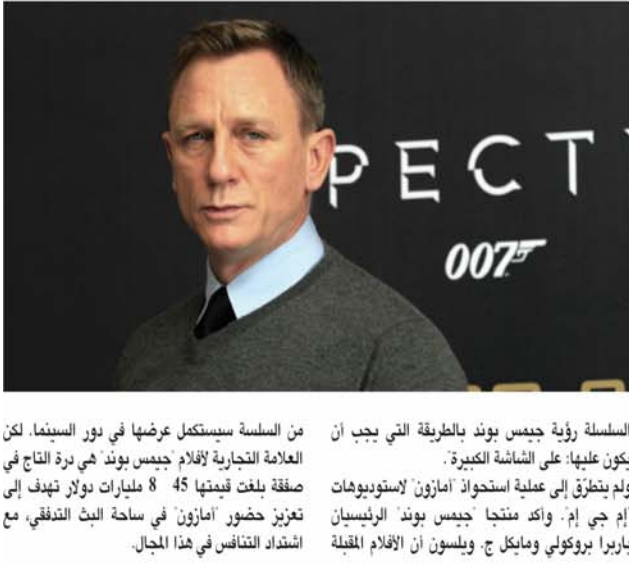 PECT
007
السلسلة رؤية جيمس بوند بالطريقة التي يجب أن
يكون عليها: على الشاشة الكبيرة".
ولم يتطرّق إلى عملية استحواذ "أمازون" لاستوديوهات
"إم جي إم". وأكد منتجا "جيمس بوند" الرئيسيان
باربرا بروكولي ومايكل ج. ويلسون أن الأفلام المقبلة
من السلسة سيستكمل عرضها في دور السينما. لكن
العلامة التجارية لأفلام "جيمس بوند" هي درة التاج في
صفقة بلغت قيمتها 45 8 مليارات دولار تهدف إلى
تعزيز حضور "أمازون" في ساحة البث التدفقي، مع
اشتداد التنافس في هذا المجال.